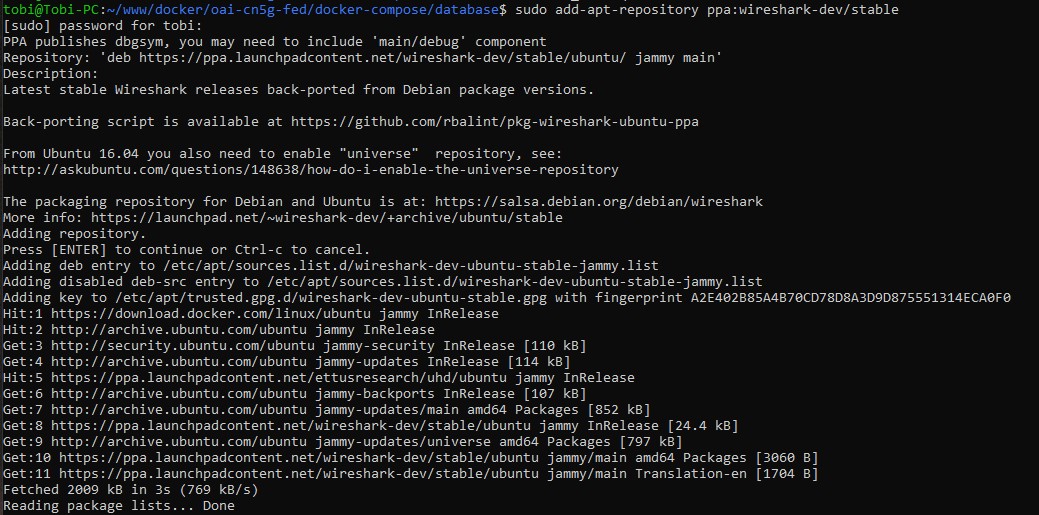 tobi@Tobi-PC:~/www/docker/oai-cn5g-fed/docker-compose/database$ sudo add-apt-repository ppa:wireshark-dev/stable
[sudo] password for tobi:
PPA publishes dbgsym, you may need to include 'main/debug' component
Repository: 'deb https://ppa.launchpadcontent.net/wireshark-dev/stable/ubuntu/ jammy main'
Description:
Latest stable Wireshark releases back-ported from Debian package versions.

Back-porting script is available at https://github.com/rbalint/pkg-wireshark-ubuntu-ppa

From Ubuntu 16.04 you also need to enable "universe"  repository, see:
http://askubuntu.com/questions/148638/how-do-i-enable-the-universe-repository

The packaging repository for Debian and Ubuntu is at: https://salsa.debian.org/debian/wireshark
More info: https://launchpad.net/~wireshark-dev/+archive/ubuntu/stable
Adding repository.
Press [ENTER] to continue or Ctrl-c to cancel.
Adding deb entry to /etc/apt/sources.list.d/wireshark-dev-ubuntu-stable-jammy.list
Adding disabled deb-src entry to /etc/apt/sources.list.d/wireshark-dev-ubuntu-stable-jammy.list
Adding key to /etc/apt/trusted.gpg.d/wireshark-dev-ubuntu-stable.gpg with fingerprint A2E402B85A4B70CD78D8A3D9D875551314ECA0F0
Hit:1 https://download.docker.com/linux/ubuntu jammy InRelease
Hit:2 http://archive.ubuntu.com/ubuntu jammy InRelease
Get:3 http://security.ubuntu.com/ubuntu jammy-security InRelease [110 kB]
Get:4 http://archive.ubuntu.com/ubuntu jammy-updates InRelease [114 kB]
Hit:5 https://ppa.launchpadcontent.net/ettusresearch/uhd/ubuntu jammy InRelease
Get:6 http://archive.ubuntu.com/ubuntu jammy-backports InRelease [107 kB]
Get:7 http://archive.ubuntu.com/ubuntu jammy-updates/main amd64 Packages [852 kB]
Get:8 https://ppa.launchpadcontent.net/wireshark-dev/stable/ubuntu jammy InRelease [24.4 kB]
Get:9 http://archive.ubuntu.com/ubuntu jammy-updates/universe amd64 Packages [797 kB]
Get:10 https://ppa.launchpadcontent.net/wireshark-dev/stable/ubuntu jammy/main amd64 Packages [3060 B]
Get:11 https://ppa.launchpadcontent.net/wireshark-dev/stable/ubuntu jammy/main Translation-en [1704 B]
Fetched 2009 kB in 3s (769 kB/s)
Reading package lists... Done